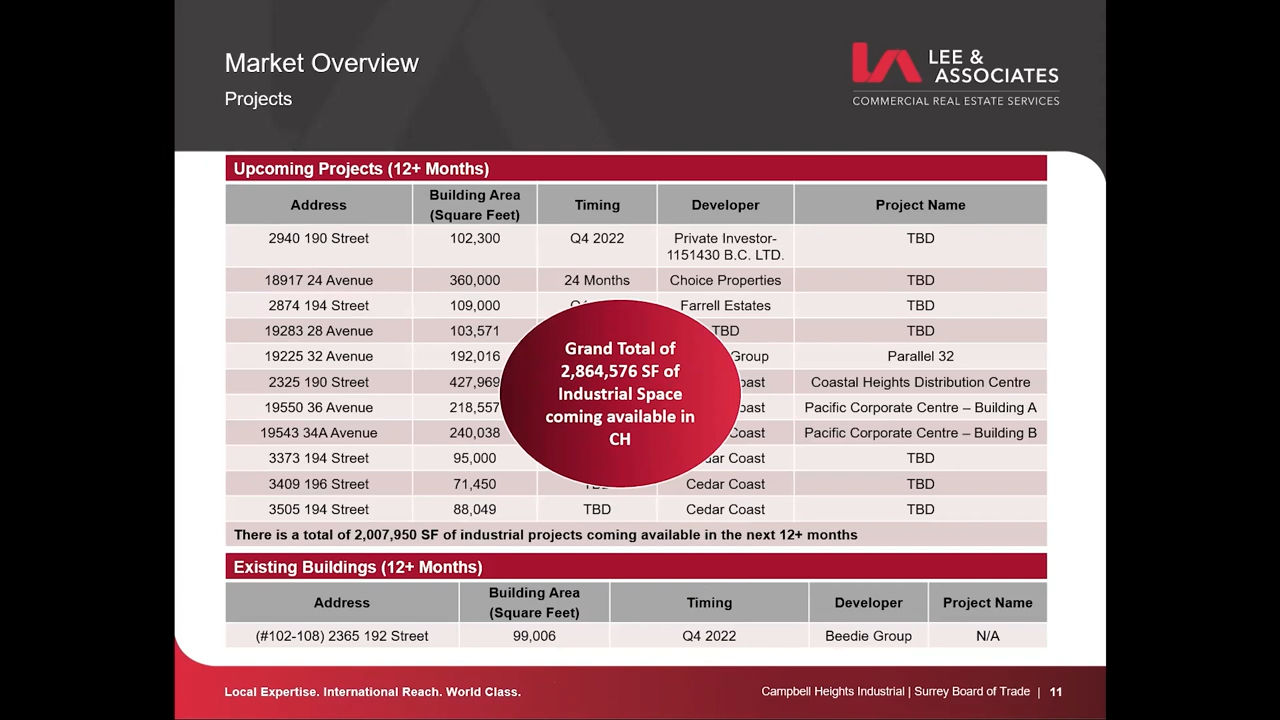 Market Overview
Projects
LEE &
ASSOCIATES
COMMERCIAL REAL ESTATE SERVICES
Upcoming Projects (12+ Months)
Address Building Area (Square Feet) Timing Developer Project Name
2940 190 Street 102,300 Q4 2022 Private Investor- 1151430 B.C. LTD. TBD
18917 24 Avenue 360,000 24 Months Choice Properties TBD
2874 194 Street 109,000 Farrell Estates TBD
19283 28 Avenue 103,571 TBD TBD
19225 32 Avenue 192,016 Group Parallel 32
2325 190 Street 427,969 Coastal Heights Distribution Centre
19550 36 Avenue 218,557 Pacific Corporate Centre – Building A
19543 34A Avenue 240,038 Coast Pacific Corporate Centre – Building B
3373 194 Street 95,000 Coast TBD
3409 196 Street 71,450 Cedar Coast TBD
3505 194 Street 88,049 TBD Cedar Coast TBD
Grand Total of
2,864,576 SF of
Industrial Space
coming available in
CH
There is a total of 2,007,950 SF of industrial projects coming available in the next 12+ months
Existing Buildings (12+ Months)
Address Building Area (Square Feet) Timing Developer Project Name
(#102-108) 2365 192 Street 99,006 Q4 2022 Beedie Group N/A
Local Expertise. International Reach. World Class.
Campbell Heights Industrial | Surrey Board of Trade | 11